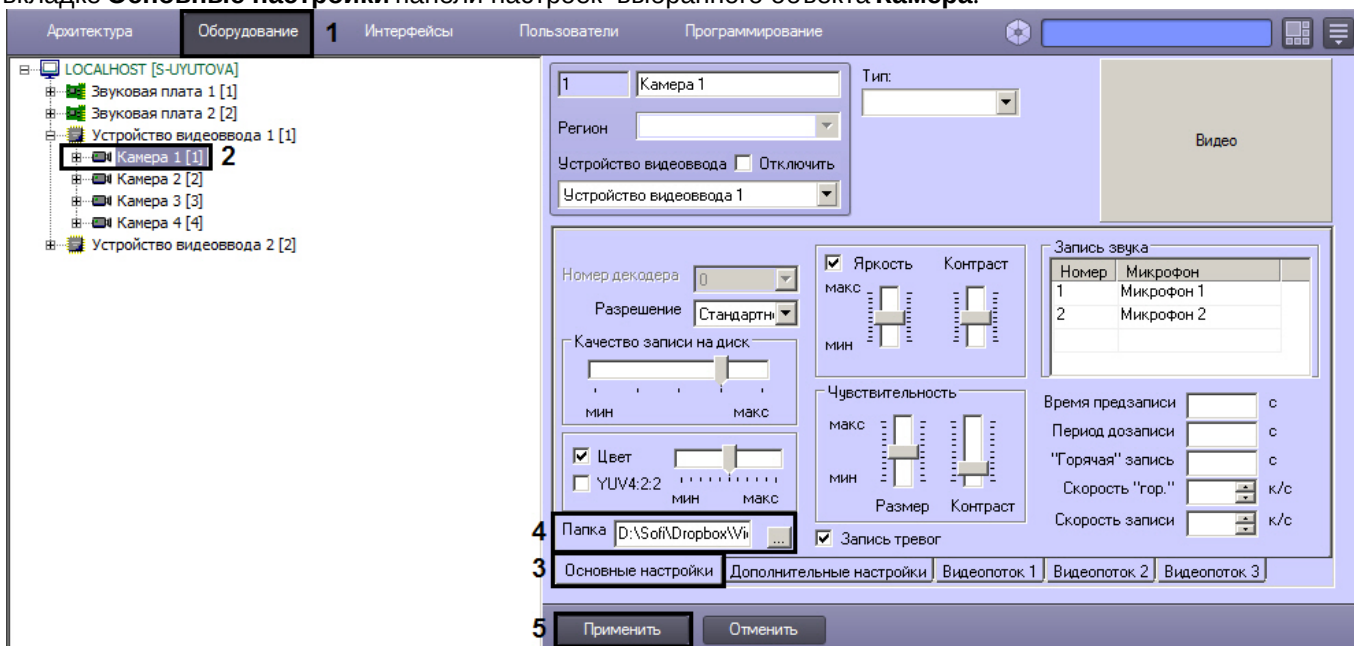 вкладке Основные настройки панели настроек выбранного объекта Камера.
Архитектура Оборудование 1 Интерфейсы Пользователи Программирование
LOCALHOST [S-UYUTOVA]
Звуковая плата 1 [1]
Звуковая плата 2 [2]
Устройство видеоввода 1 [1]
Камера 1 [1] 2
Камера 2 [2]
Камера 3 [3]
Камера 4 [4]
Устройство видеоввода 2 [2]
1 Камера 1
Тип:
Регион
Устройство видеоввода Отключить
Устройство видеоввода 1
Видео
Номер декодера 0
Разрешение Стандартн
Качество записи на диск
мин макс
Цвет
YUV4:2:2
мин макс
4 Папка D:\Sofi\Dropbox\Vi ...
Яркость Контраст
макс
мин
Чувствительность
макс
мин
Размер Контраст
Запись тревог
Запись звука
Номер Микрофон
1 Микрофон 1
2 Микрофон 2
Время предзаписи с
Период дозаписи с
"Горячая" запись с
Скорость "гор." к/с
Скорость записи к/с
3 Основные настройки Дополнительные настройки Видеопоток 1 Видеопоток 2 Видеопоток 3
5 Применить Отменить